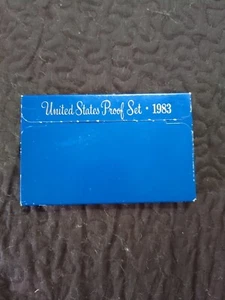 United States Proof Set • 1983